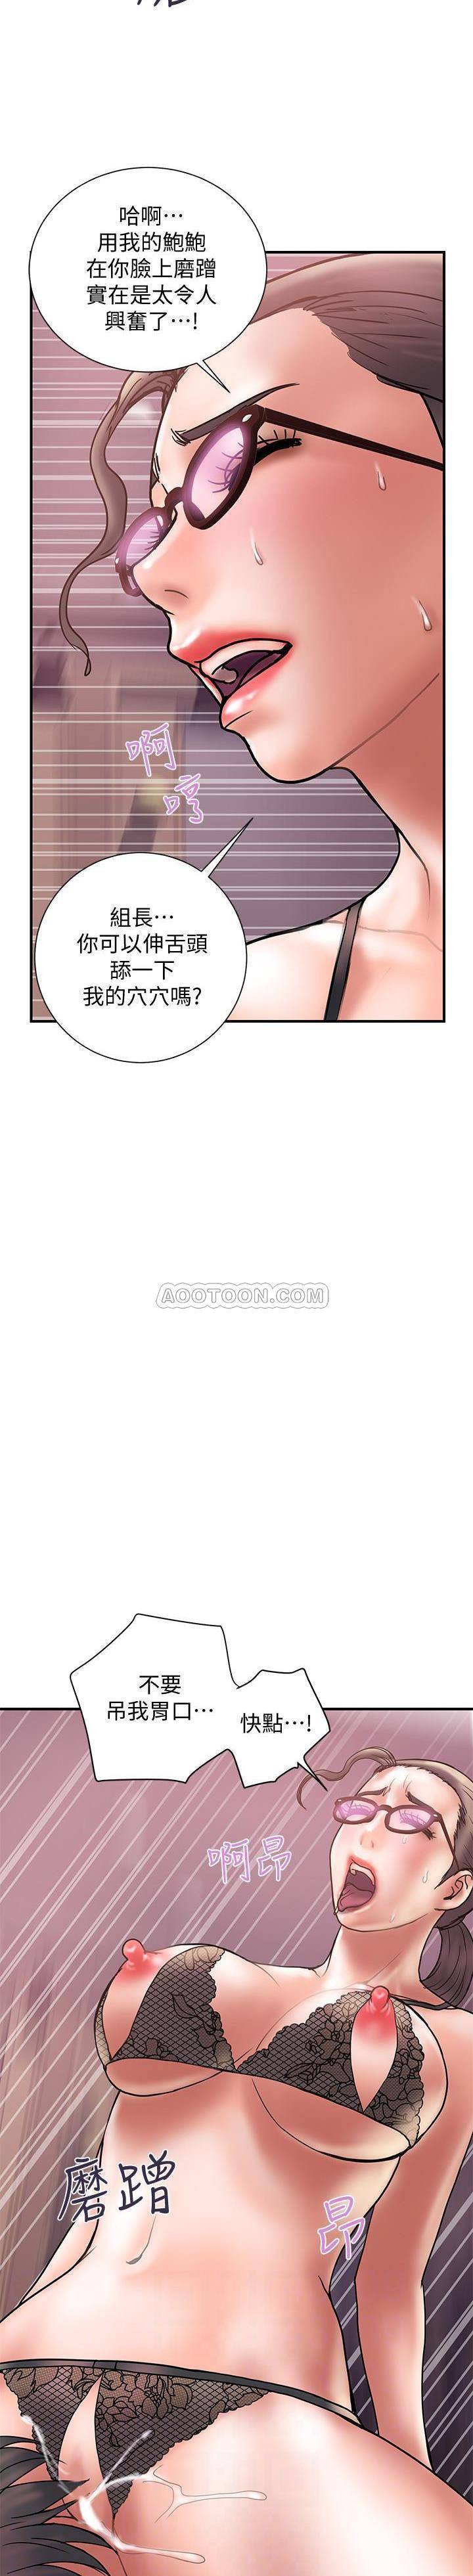 哈啊⋯
用我的鮑鮑
在你臉上磨蹭
實在是太令人
興奮了⋯!
啊
哼
組長⋯
你可以伸舌頭
舔一下
我的穴穴嗎?
AOOTOON.COM
不要
吊我胃口⋯
快點⋯!
啊昂
磨蹭
昂